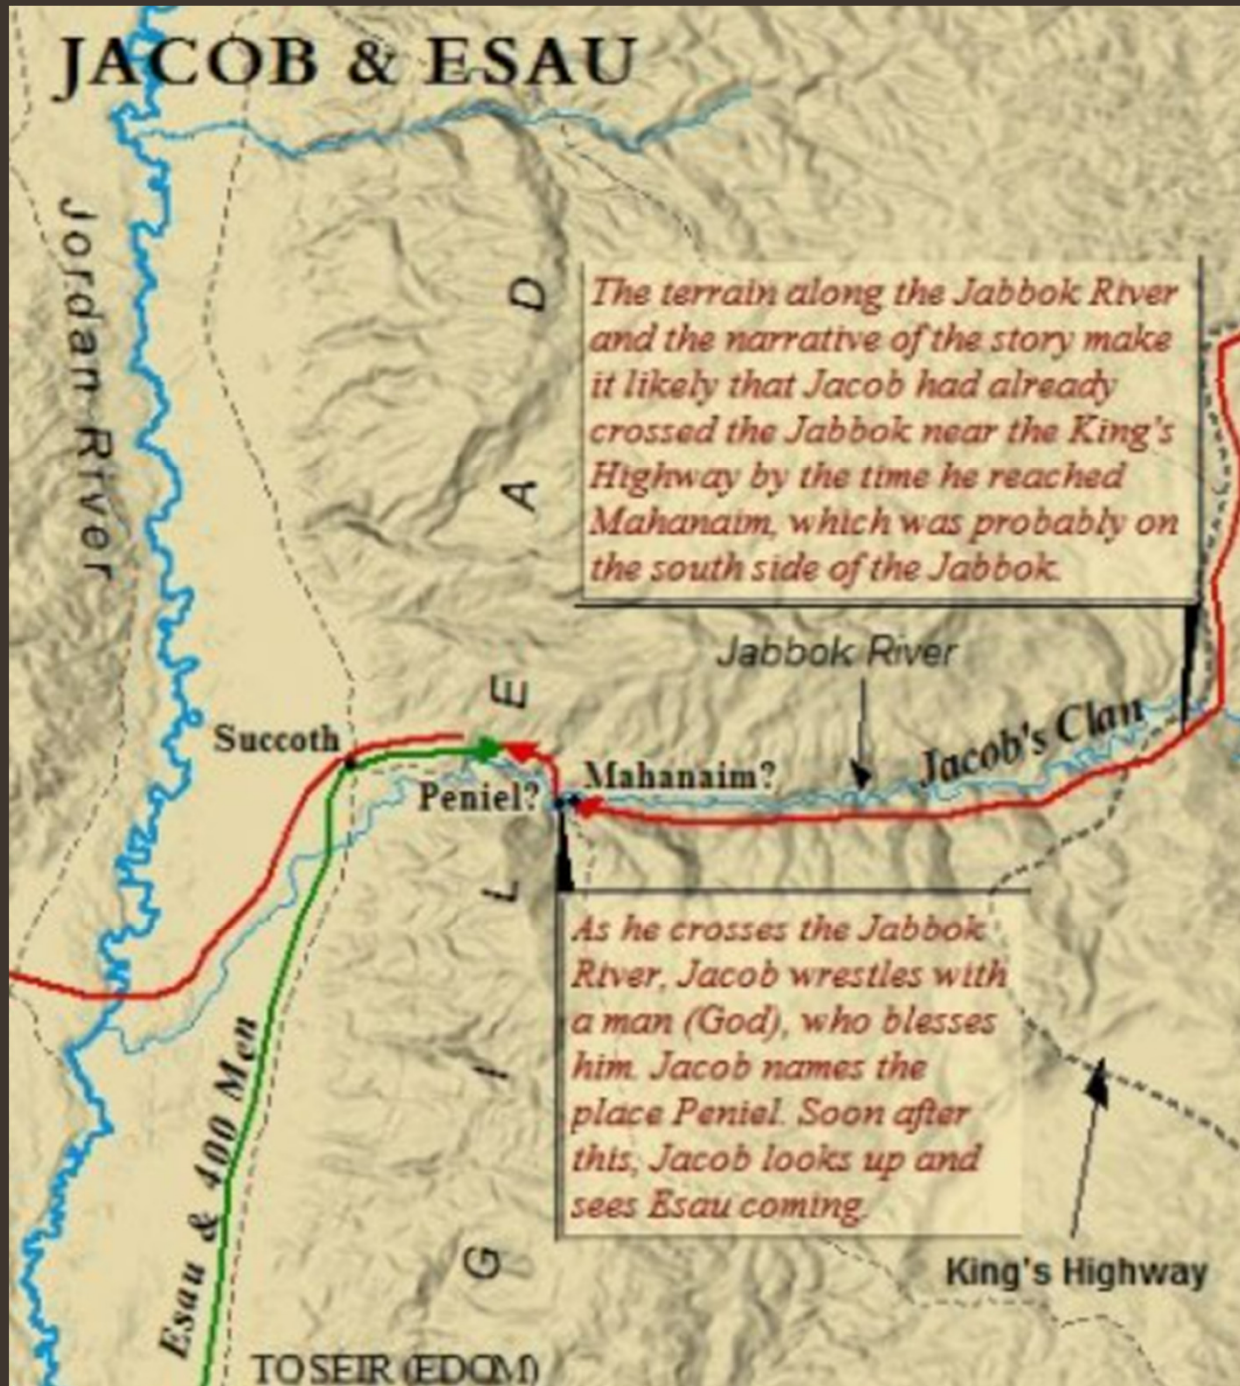 JACOB & ESAU
Jordan River
GILEAD
The terrain along the Jabbok River
and the narrative of the story make
it likely that Jacob had already
crossed the Jabbok near the King's
Highway by the time he reached
Mahanaim, which was probably on
the south side of the Jabbok.
Jabbok River
Jacob's Clan
Succoth
Mahanaim?
Peniel?
As he crosses the Jabbok
River, Jacob wrestles with
a man (God), who blesses
him. Jacob names the
place Peniel. Soon after
this, Jacob looks up and
sees Esau coming.
Esau & 400 Men
King's Highway
TO SEIR (EDOM)